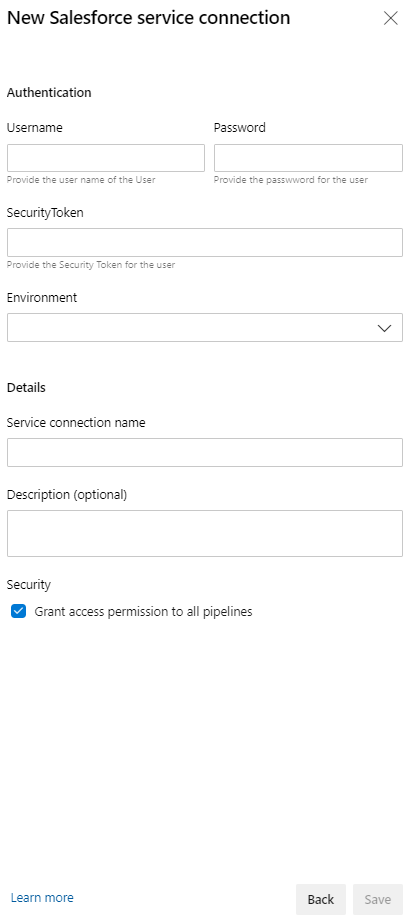 New Salesforce service connection
Authentication
Username
Password
Provide the user name of the User
Provide the passwword for the user
SecurityToken
Provide the Security Token for the user
Environment
Details
Service connection name
Description (optional)
Security
Grant access permission to all pipelines
Learn more
Back
Save